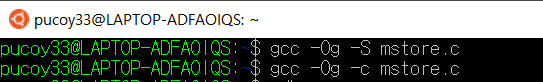 pucoy33@LAPTOP-ADFAOIQS: ~
pucoy33@LAPTOP-ADFAOIQS:~$ gcc -Og -S mstore.c
pucoy33@LAPTOP-ADFAOIQS:~$ gcc -Og -c mstore.c